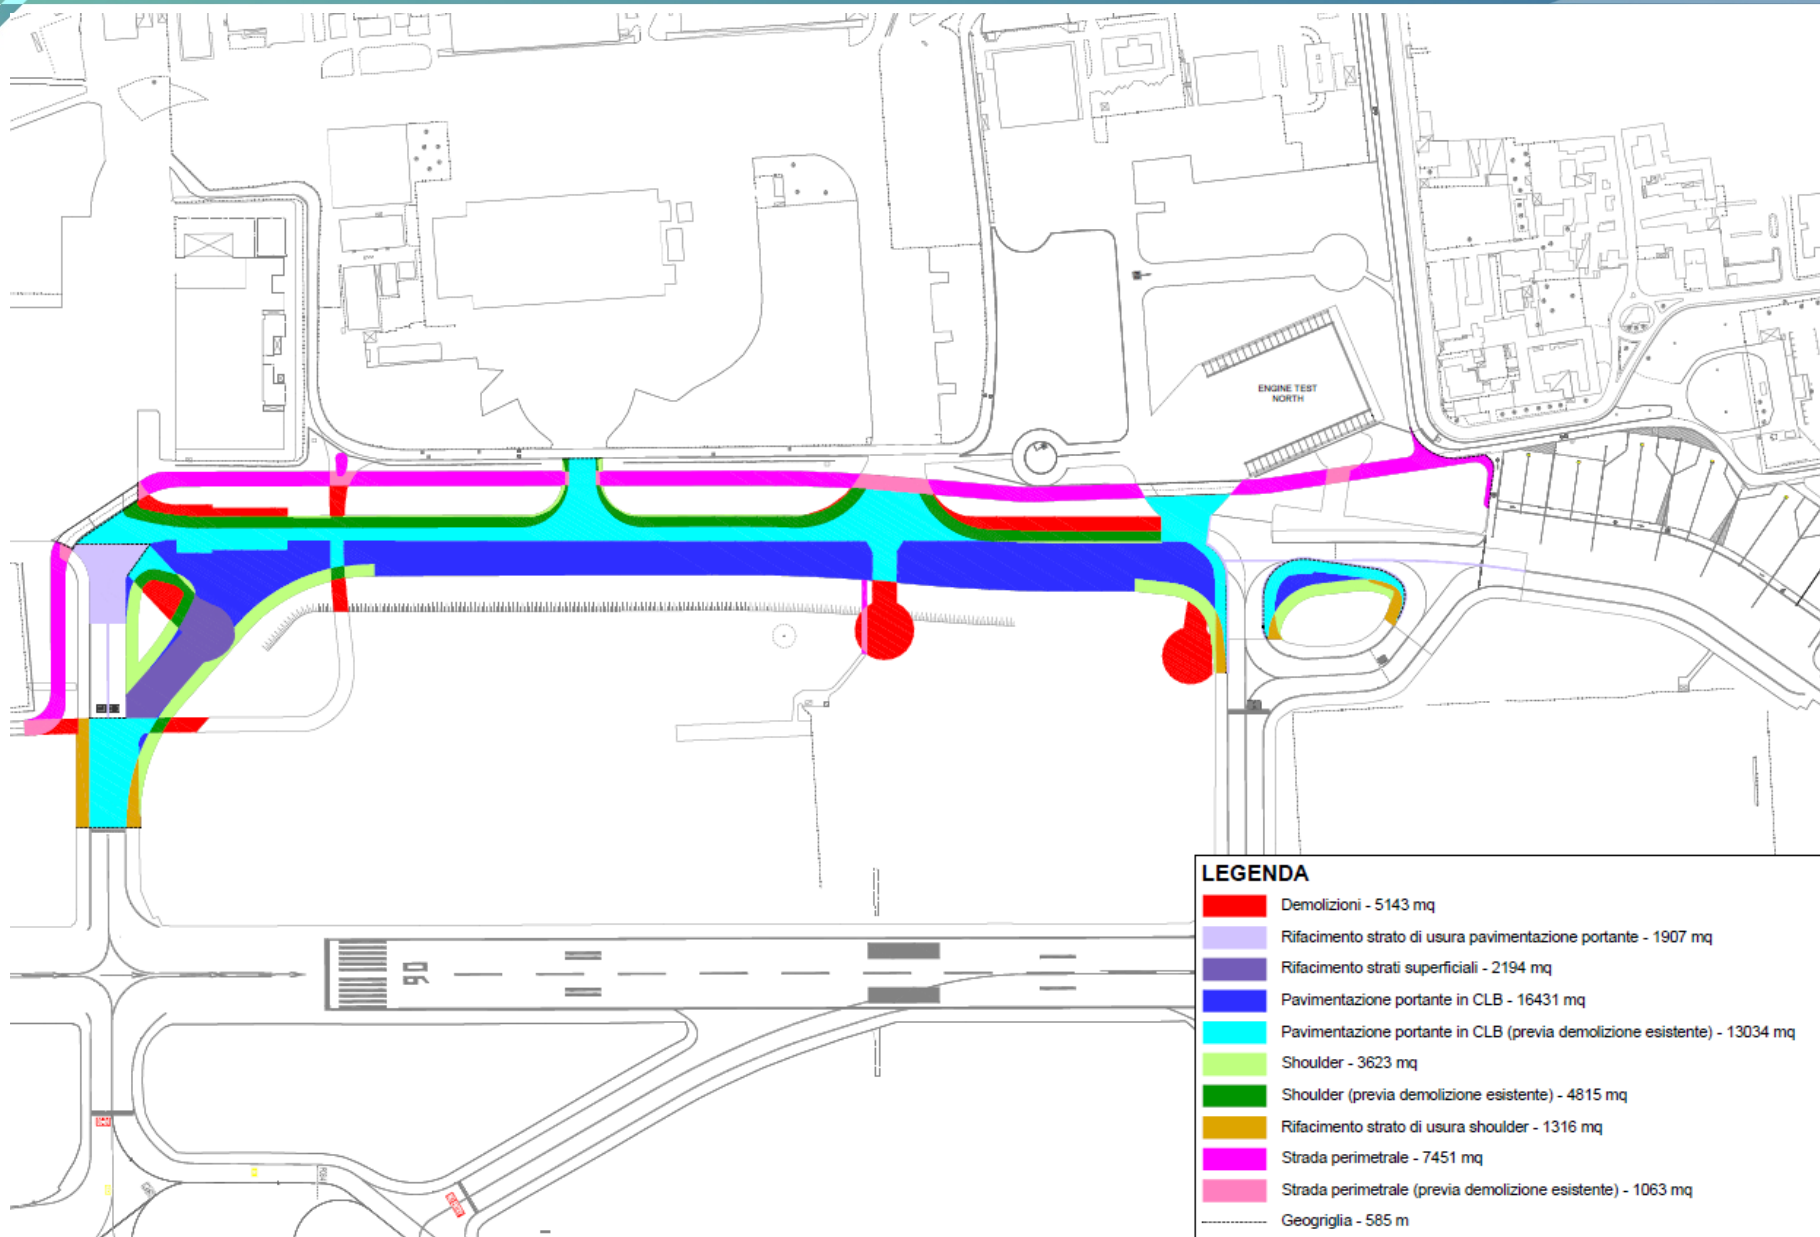 ENGINE TEST
NORTH
LEGENDA
Demolizioni - 5143 mq
Rifacimento strato di usura pavimentazione portante - 1907 mq
Rifacimento strati superficiali - 2194 mq
Pavimentazione portante in CLB - 16431 mq
Pavimentazione portante in CLB (previa demolizione esistente) - 13034 mq
Shoulder - 3623 mq
Shoulder (previa demolizione esistente) - 4815 mq
Rifacimento strato di usura shoulder - 1316 mq
Strada perimetrale - 7451 mq
Strada perimetrale (previa demolizione esistente) - 1063 mq
Geogriglia - 585 m